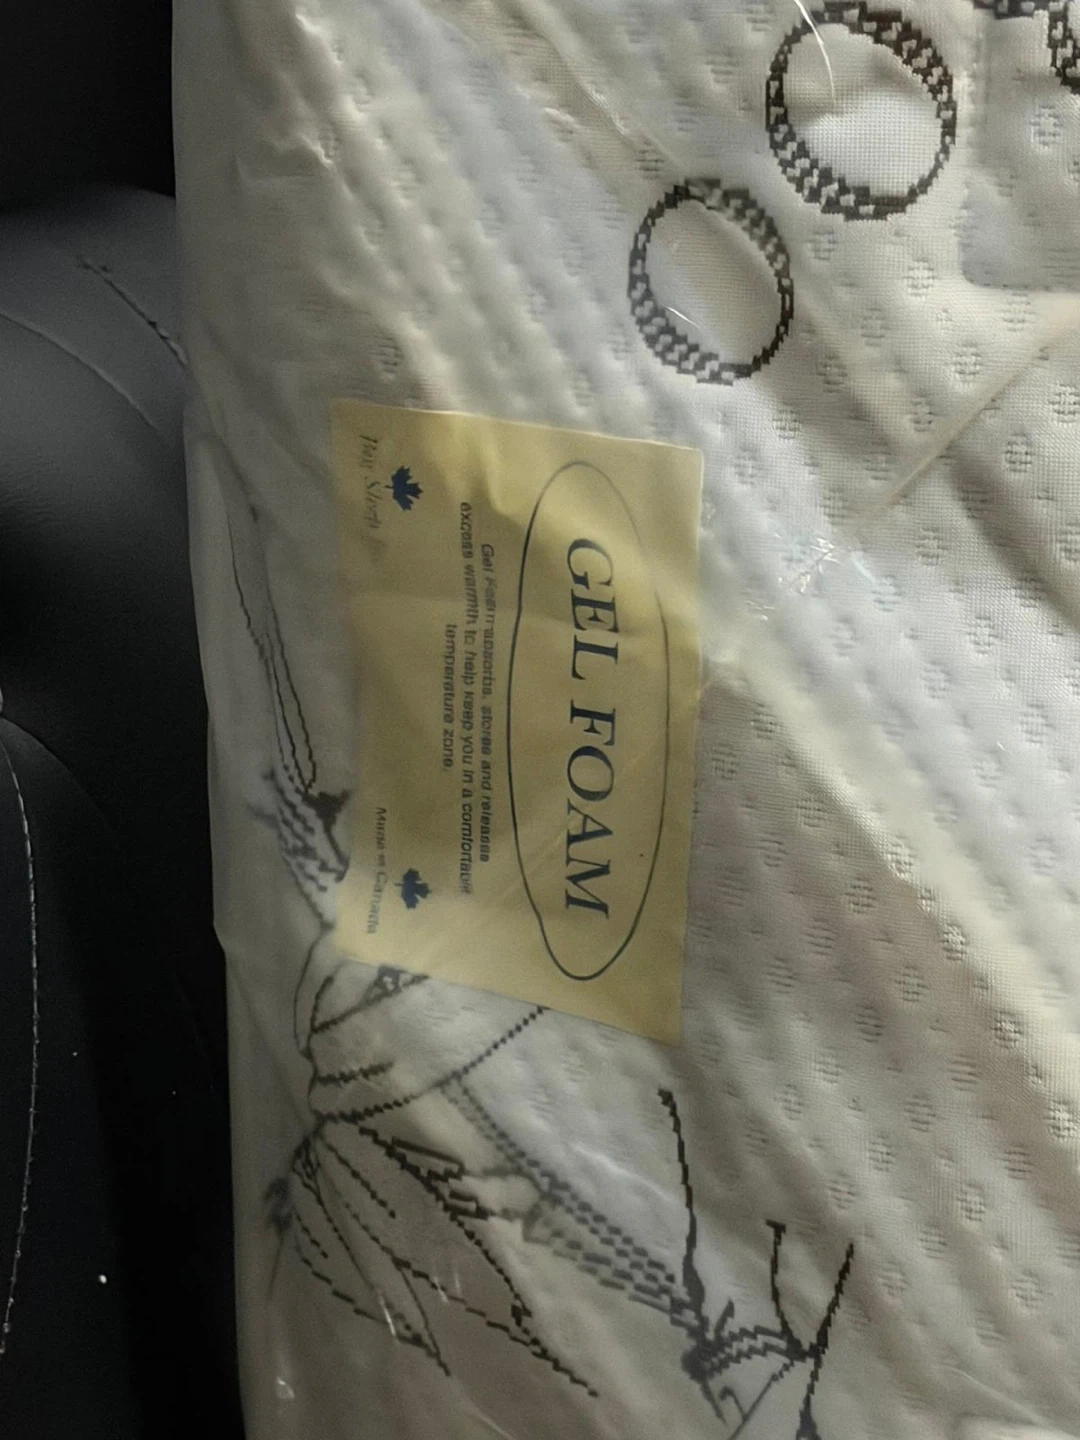 GEL FOAM
Gel Foam absorbs, stores and releases
excess warmth to help keep you in a comfortable
temperature zone.
Made in Canada